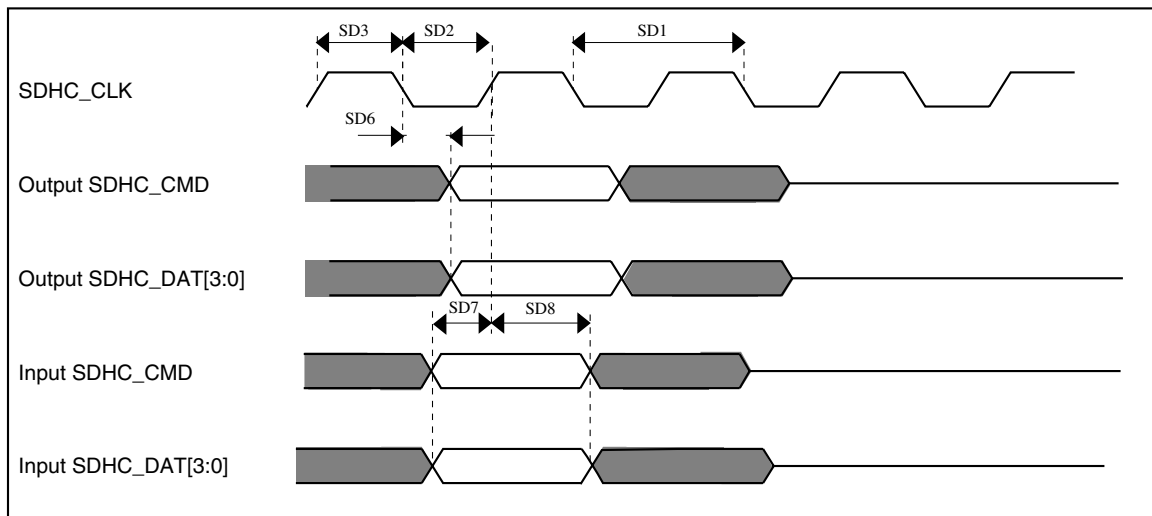 SD3 SD2 SD1
SDHC_CLK
SD6
Output SDHC_CMD
Output SDHC_DAT[3:0]
SD7 SD8
Input SDHC_CMD
Input SDHC_DAT[3:0]